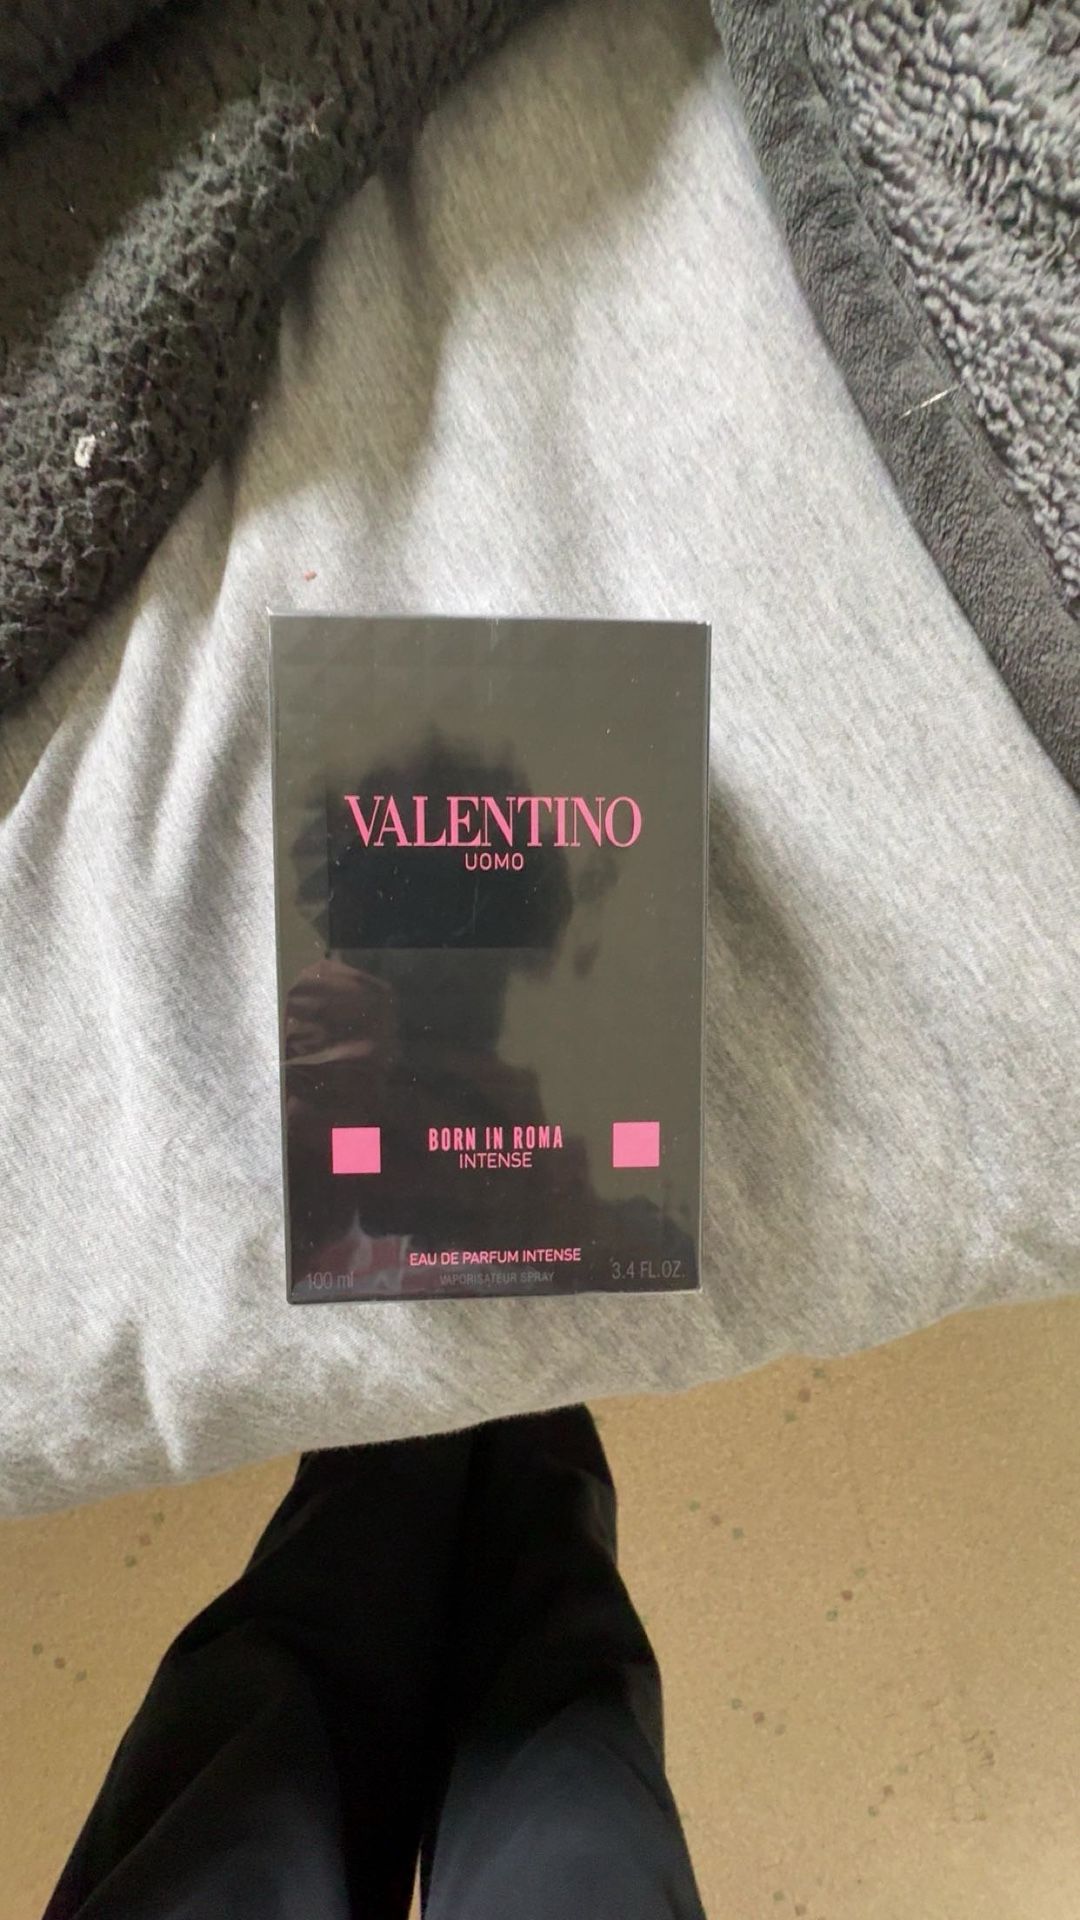 VALENTINO
UOMO
BORN IN ROMA
INTENSE
EAU DE PARFUM INTENSE
100 ml VAPORISATEUR SPRAY 3.4 FL.OZ.